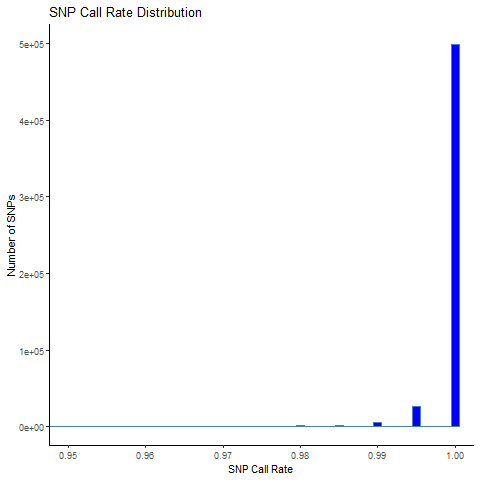 SNP Call Rate Distribution
Number of SNPs
5e+05
4e+05
3e+05
2e+05
1e+05
0e+00
0.95 0.96 0.97 0.98 0.99 1.00
SNP Call Rate